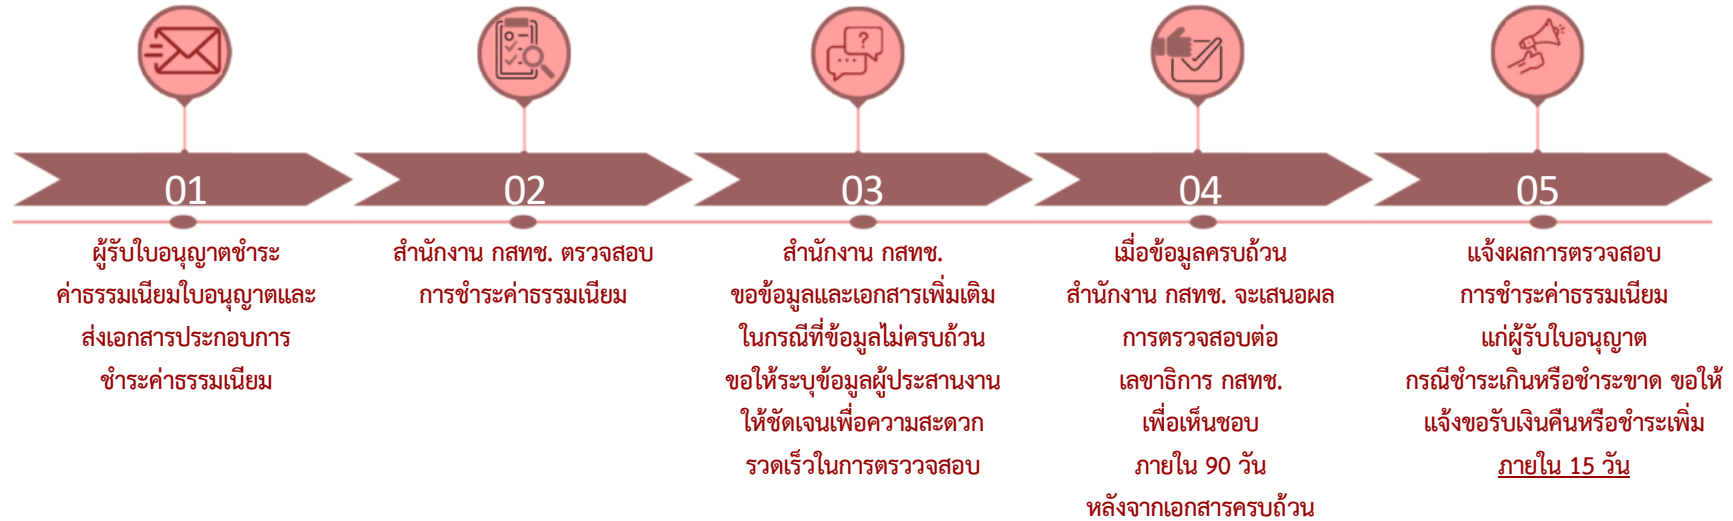 01
ผู้รับใบอนุญาตชำระ
ค่าธรรมเนียมใบอนุญาตและ
ส่งเอกสารประกอบการ
ชำระค่าธรรมเนียม
02
สำนักงาน กสทช. ตรวจสอบ
การชำระค่าธรรมเนียม
03
สำนักงาน กสทช.
ขอข้อมูลและเอกสารเพิ่มเติม
ในกรณีที่ข้อมูลไม่ครบถ้วน
ขอให้ระบุข้อมูลผู้ประสานงาน
ให้ชัดเจนเพื่อความสะดวก
รวดเร็วในการตรววจสอบ
04
เมื่อข้อมูลครบถ้วน
สำนักงาน กสทช. จะเสนอผล
การตรวจสอบต่อ
เลขาธิการ กสทช.
เพื่อเห็นชอบ
ภายใน 90 วัน
หลังจากเอกสารครบถ้วน
05
แจ้งผลการตรวจสอบ
การชำระค่าธรรมเนียม
แก่ผู้รับใบอนุญาต
กรณีชำระเกินหรือชำระขาด ขอให้
แจ้งขอรับเงินคืนหรือชำระเพิ่ม
ภายใน 15 วัน